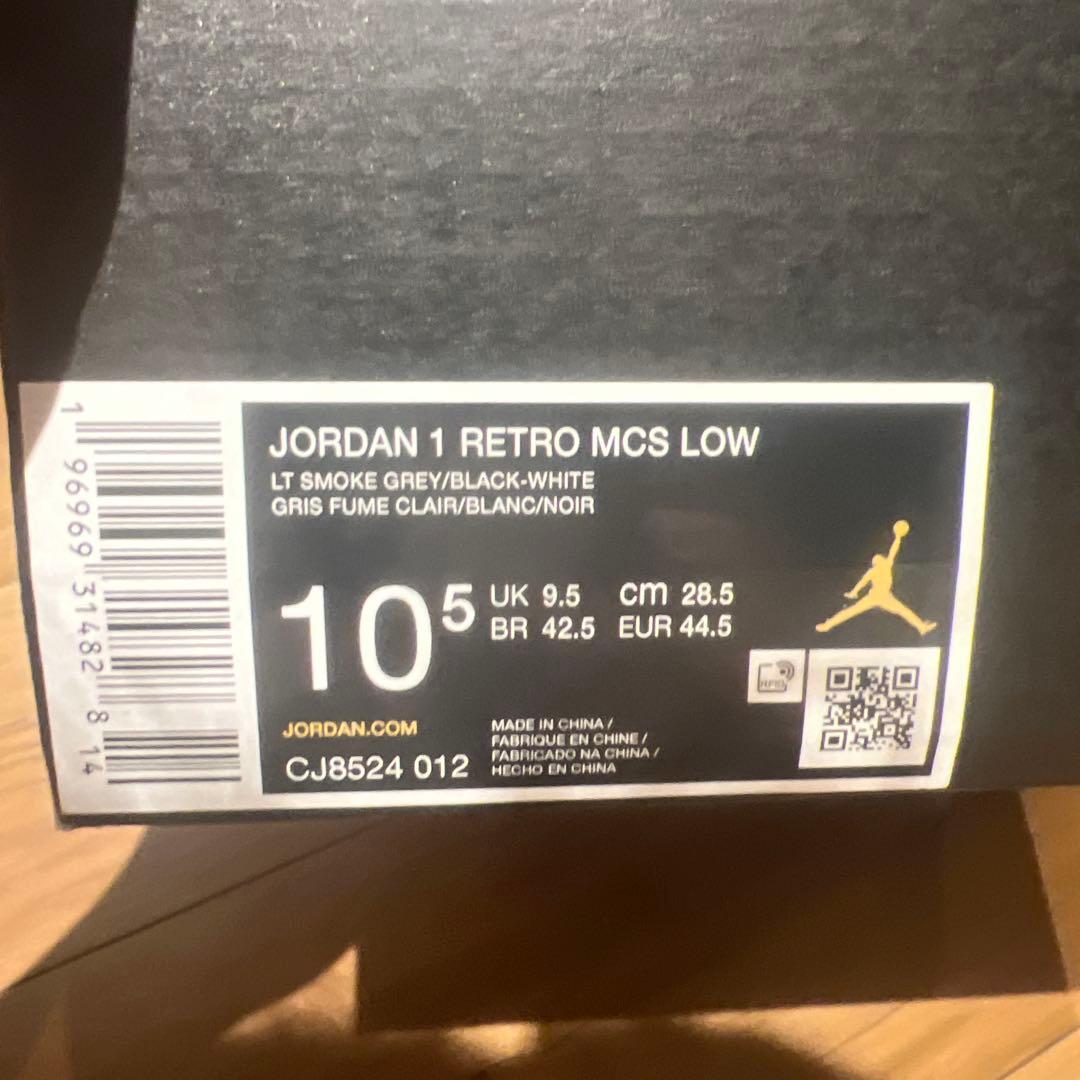 JORDAN 1 RETRO MCS LOW
LT SMOKE GREY/BLACK-WHITE
GRIS FUME CLAIR/BLANC/NOIR
10 5
UK 9.5 cm 28.5
BR 42.5 EUR 44.5
RFID
JORDAN.COM
CJ8524 012
MADE IN CHINA /
FABRIQUE EN CHINE /
FABRICADO NA CHINA /
HECHO EN CHINA
1 96969 31482 8 14